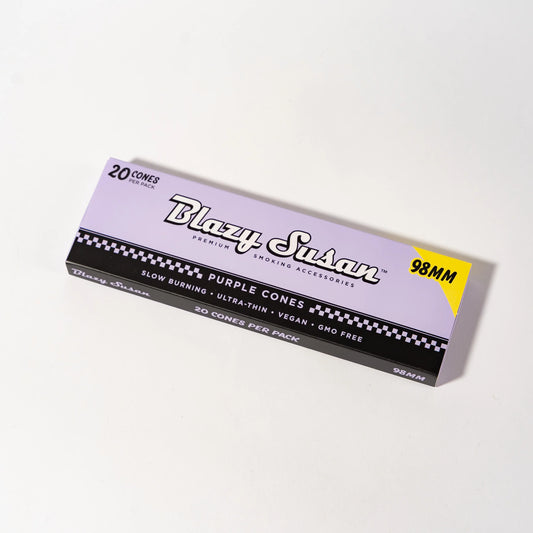 20 CONES
PER PACK
Blazy Susan™
PREMIUM SMOKING ACCESSORIES
98MM
PURPLE CONES
SLOW BURNING • ULTRA-THIN • VEGAN • GMO FREE
Blazy Susan
20 CONES PER PACK
98MM